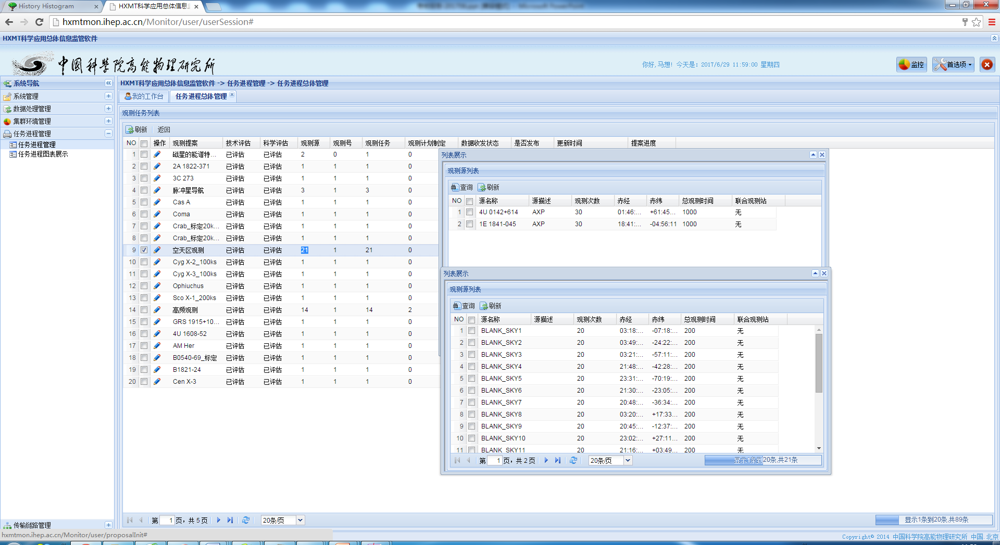 History Histogram
HXMT科学应用总体信息
hxmtmon.ihep.ac.cn/Monitor/user/userSession#
HXMT科学应用总体信息监管软件
中国科学院高能物理研究所
你好,马想! 今天是: 2017/6/29 11:59:00 星期四
监控
首选项
系统导航
系统管理
数据处理管理
集群环境管理
任务进程管理
任务进程管理
任务进程图表展示
传输链路管理
HXMT科学应用总体信息监管软件 -> 任务进程管理 -> 任务进程总体管理
我的工作台 任务进程总体管理
观测任务列表
刷新 返回
NO 操作 观测提案 技术评估 科学评估 观测源 观测号 观测任务 观测计划制定 数据收发状态 是否发布 更新时间 提案进度
1 磁星的能谱特... 已评估 已评估 2 0 1 0
2 2A 1822-371 已评估 已评估 1 1 1 0
3 3C 273 已评估 已评估 1 1 1 0
4 脉冲星导航 已评估 已评估 3 1 3 0
5 Cas A 已评估 已评估 1 1 1 0
6 Coma 已评估 已评估 1 1 1 0
7 Crab_标定20k... 已评估 已评估 1 1 1 0
8 Crab_标定20k... 已评估 已评估 1 1 1 0
9 空天区观测 已评估 已评估 21 1 21 0
10 Cyg X-2_100ks 已评估 已评估 1 1 1 0
11 Cyg X-3_100ks 已评估 已评估 1 1 1 0
12 Ophiuchus 已评估 已评估 1 1 1 0
13 Sco X-1_200ks 已评估 已评估 1 1 1 0
14 高频观测 已评估 已评估 14 1 14 2
15 GRS 1915+10... 已评估 已评估 1 1 1 0
16 4U 1608-52 已评估 已评估 1 1 1 0
17 AM Her 已评估 已评估 1 1 1 0
18 B0540-69_标定 已评估 已评估 1 1 1 0
19 B1821-24 已评估 已评估 1 1 1 0
20 Cen X-3 已评估 已评估 1 1 1 0
列表展示
观测源列表
查询 刷新
NO 源名称 源描述 观测次数 赤经 赤纬 总观测时间 联合观测站
1 4U 0142+614 AXP 30 01:46:... +61:45... 1000 无
2 1E 1841-045 AXP 30 18:41:... -04:56:11 1000 无
列表展示
观测源列表
查询 刷新
NO 源名称 源描述 观测次数 赤经 赤纬 总观测时间 联合观测站
1 BLANK_SKY1 20 03:18:... -07:18:... 200 无
2 BLANK_SKY2 20 03:49:... -24:22:... 200 无
3 BLANK_SKY3 20 03:21:... -57:11:... 200 无
4 BLANK_SKY4 20 21:48:... -42:28:... 200 无
5 BLANK_SKY5 20 23:31:... -70:19:... 200 无
6 BLANK_SKY6 20 21:30:... -23:05:... 200 无
7 BLANK_SKY7 20 20:48:... -36:34:... 200 无
8 BLANK_SKY8 20 03:20:... +17:33... 200 无
9 BLANK_SKY9 20 20:45:... -12:37:... 200 无
10 BLANK_SKY10 20 23:02:... +27:11... 200 无
11 BLANK_SKY11 20 21:16:... +03:49... 200 无
第 1 页, 共 2 页 20条/页 显示1条到20条,共21条
第 1 页, 共 5 页 20条/页 显示1条到20条,共89条
hxmtmon.ihep.ac.cn/Monitor/user/proposalInit#
Copyright© 2014 中国科学院高能物理研究所 中国.北京